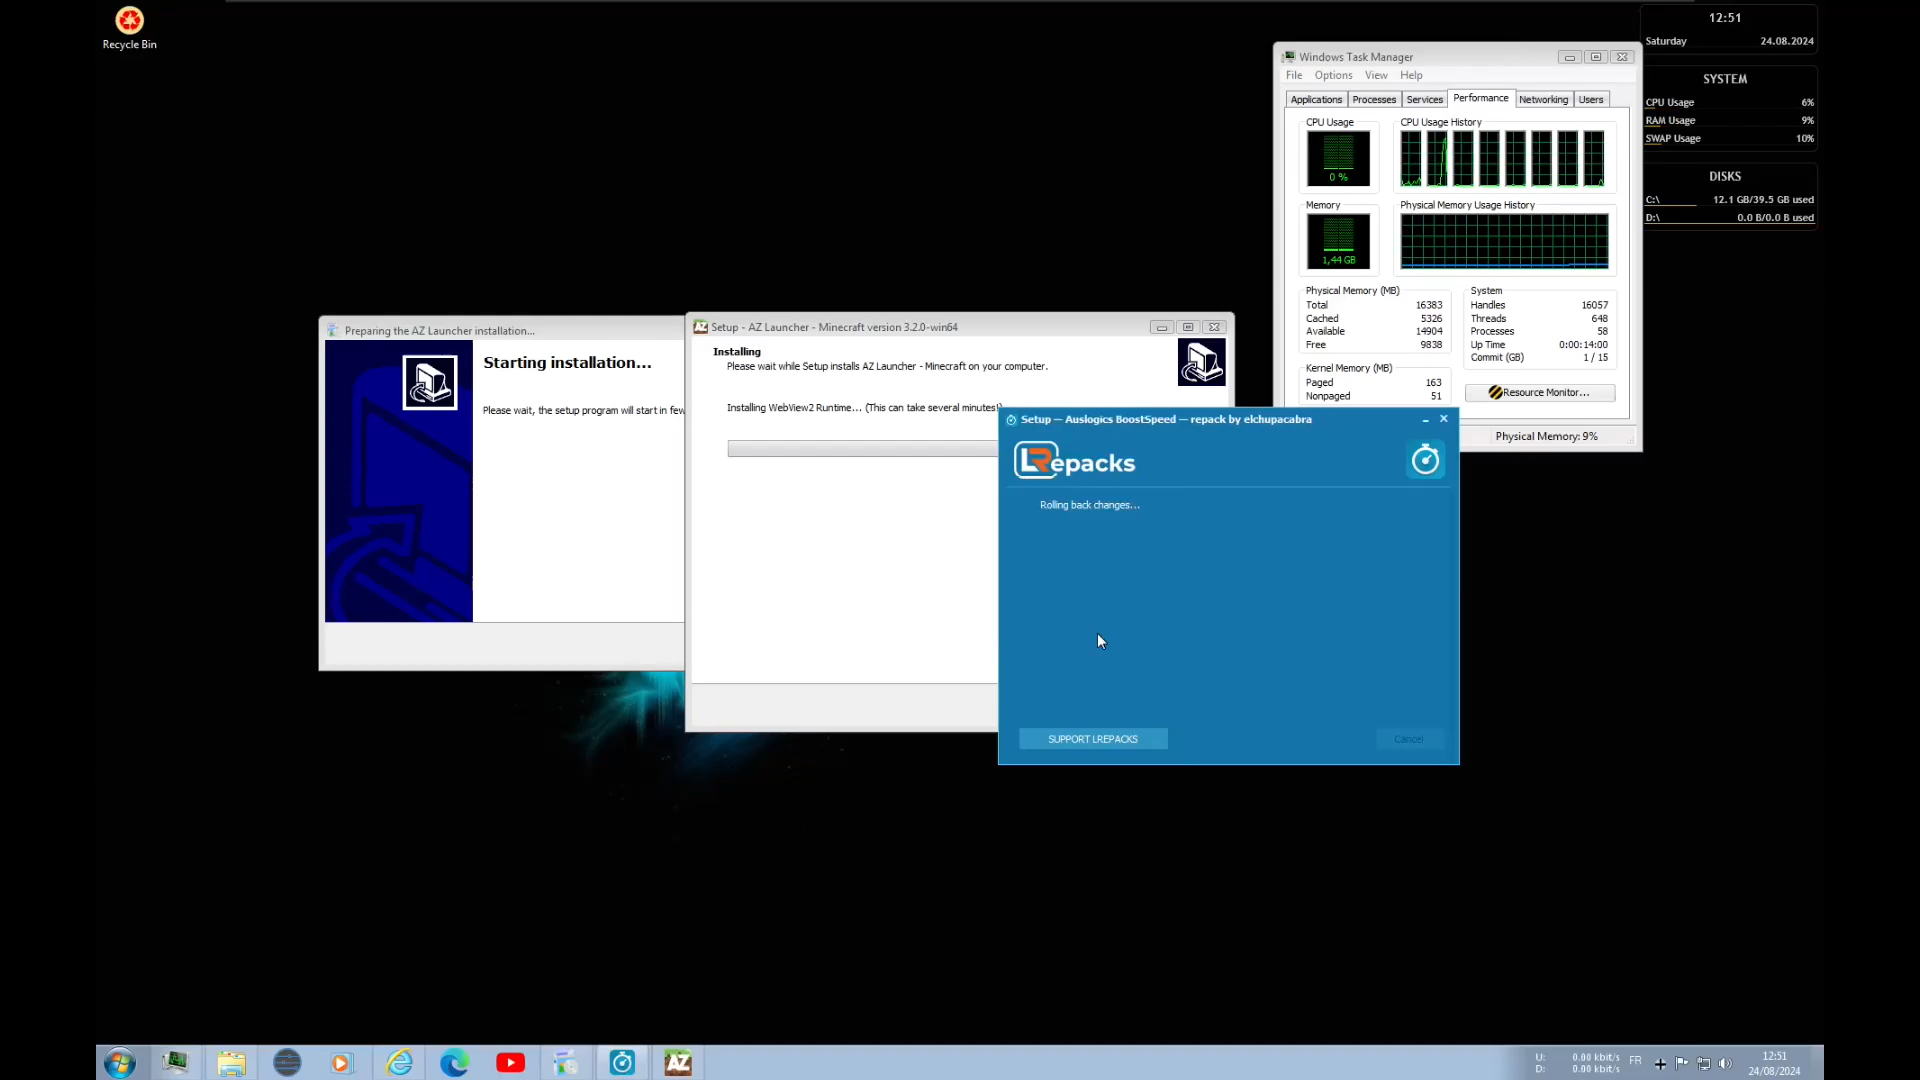 Recycle Bin
12:51
Saturday 24.08.2024
SYSTEM
CPU Usage 6%
RAM Usage 9%
SWAP Usage 10%
DISKS
C:\ 12.1 GB/39.5 GB used
D:\ 0.0 B/0.0 B used
Windows Task Manager
File Options View Help
Applications Processes Services Performance Networking Users
CPU Usage CPU Usage History
0 %
Memory Physical Memory Usage History
1,44 GB
Physical Memory (MB)
Total 16383
Cached 5326
Available 14904
Free 9838
Kernel Memory (MB)
Paged 163
Nonpaged 51
System
Handles 16057
Threads 648
Processes 58
Up Time 0:00:14:00
Commit (GB) 1 / 15
Resource Monitor...
Physical Memory: 9%
Preparing the AZ Launcher installation...
Starting installation...
Please wait, the setup program will start in few
AZ Setup - AZ Launcher - Minecraft version 3.2.0-win64
Installing
Please wait while Setup installs AZ Launcher - Minecraft on your computer.
Installing WebView2 Runtime... (This can take several minutes!)
Setup — Auslogics BoostSpeed — repack by elchupacabra
LRepacks
Rolling back changes...
SUPPORT LREPACKS
Cancel
AZ
U: 0.00 kbit/s
D: 0.00 kbit/s
FR
12:51
24/08/2024